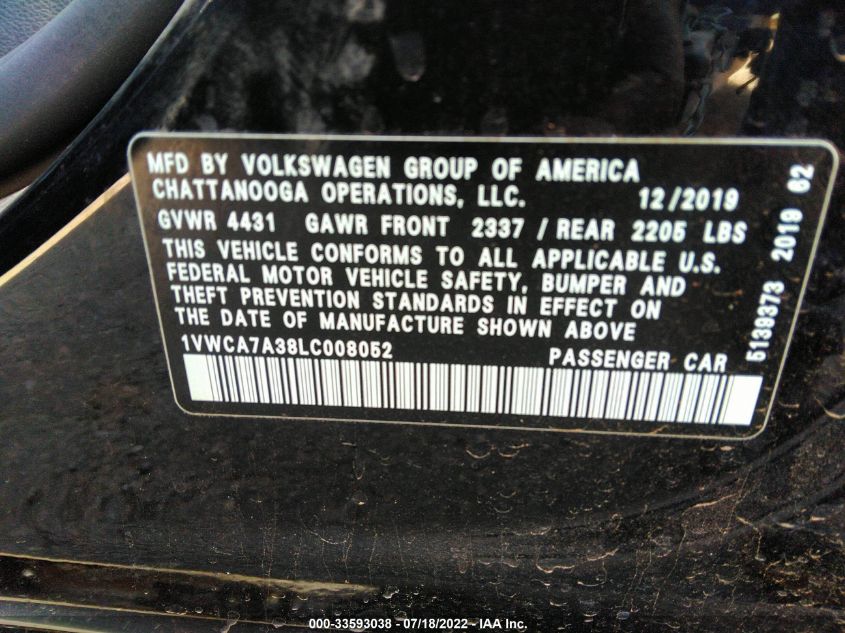 MFD BY VOLKSWAGEN GROUP OF AMERICA
CHATTANOOGA OPERATIONS, LLC. 12/2019
GVWR 4431 GAWR FRONT 2337 / REAR 2205 LBS
THIS VEHICLE CONFORMS TO ALL APPLICABLE U.S.
FEDERAL MOTOR VEHICLE SAFETY, BUMPER AND
THEFT PREVENTION STANDARDS IN EFFECT ON
THE DATE OF MANUFACTURE SHOWN ABOVE
1VWCA7A38LC008052 PASSENGER CAR
5139373 2019 62
000-33593038 - 07/18/2022 - IAA Inc.